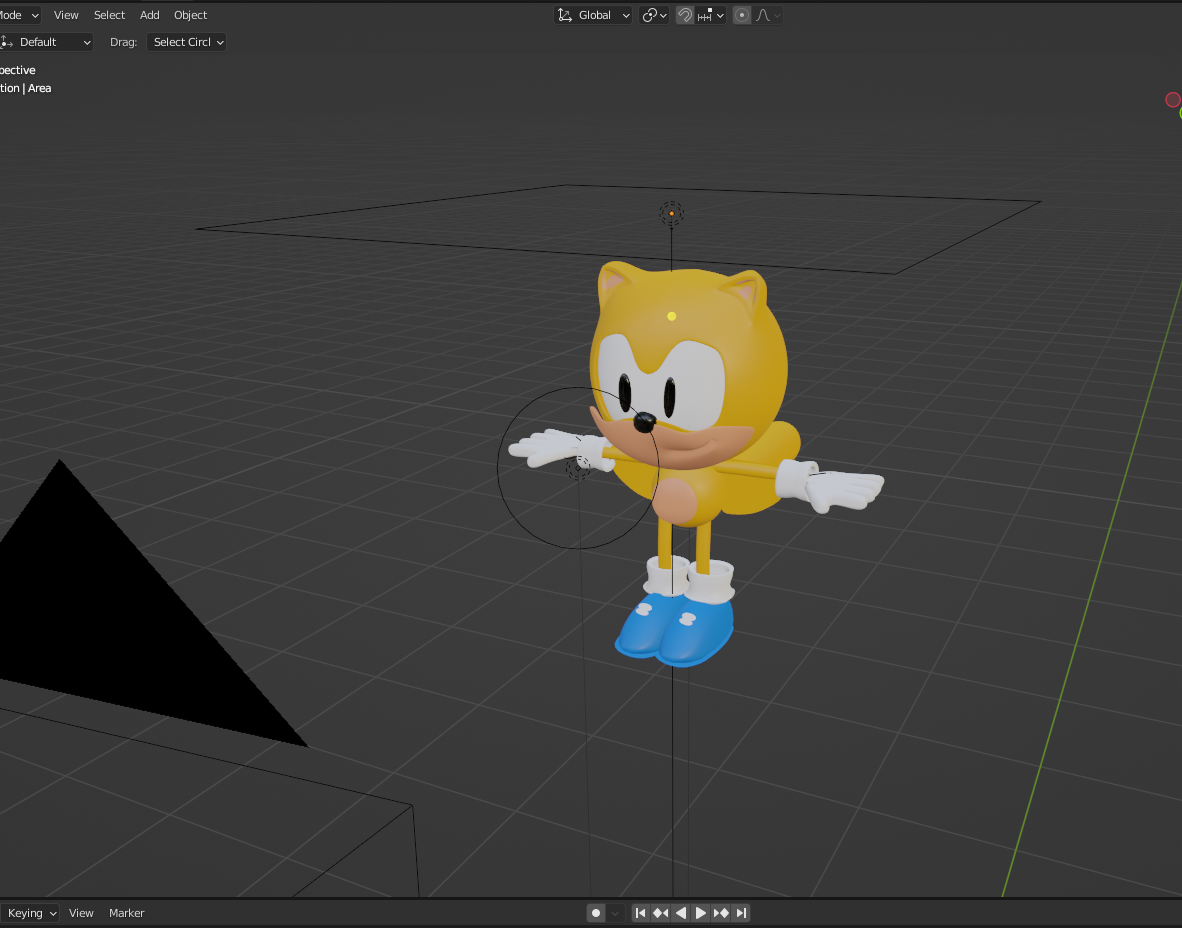 Mode View Select Add Object Global
Default Drag: Select Circl
pective
tion | Area
Keying View Marker